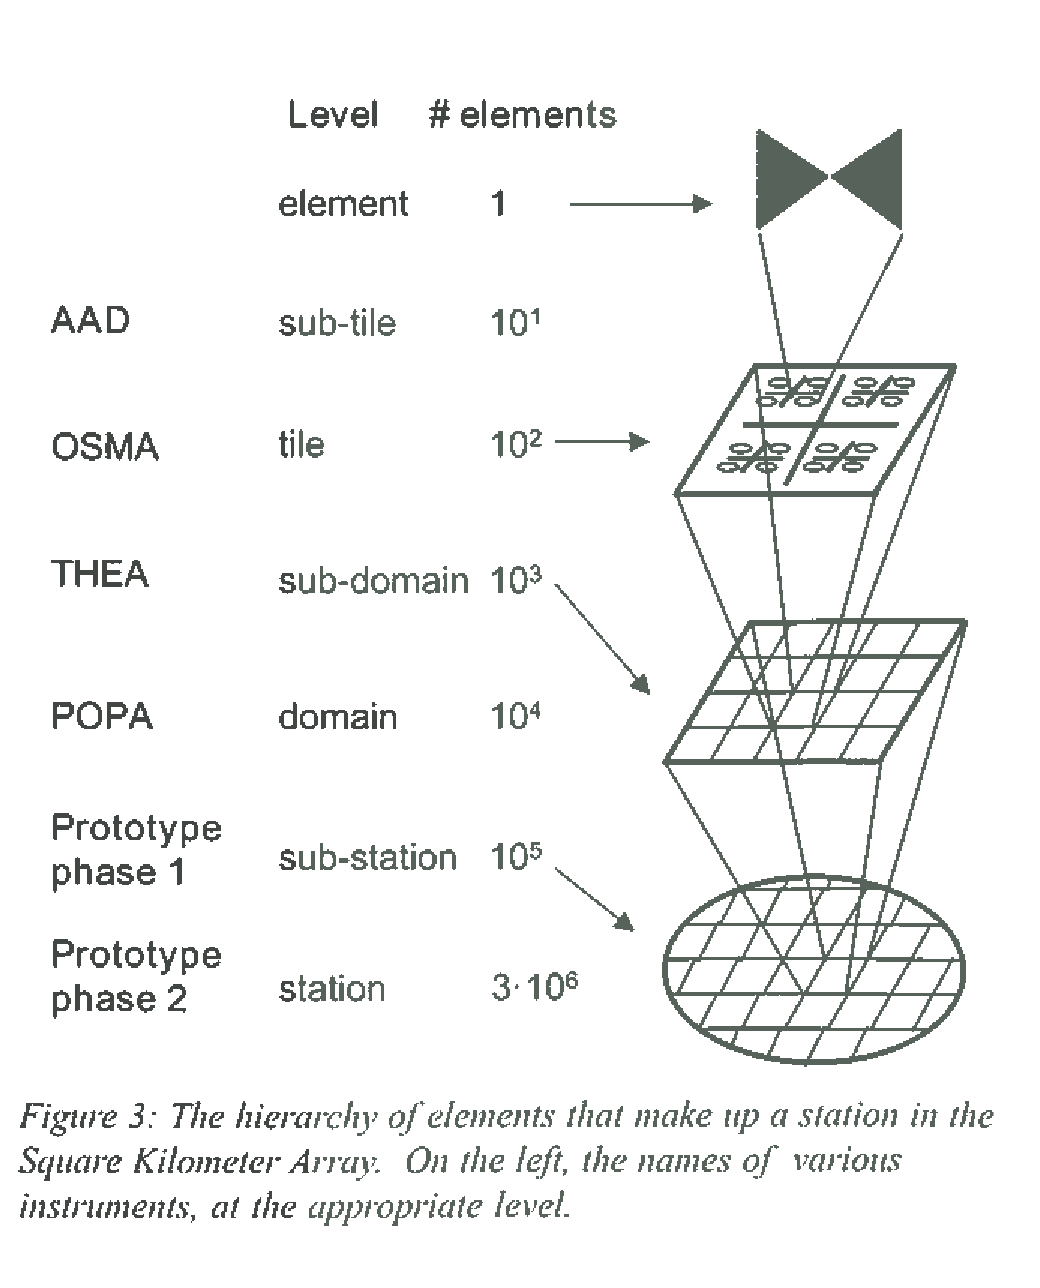 Level # elements
element 1
AAD sub-tile 10¹
OSMA tile 10²
THEA sub-domain 10³
POPA domain 10⁴
Prototype
phase 1 sub-station 10⁵
Prototype
phase 2 station 3·10⁶
Figure 3: The hierarchy of elements that make up a station in the
Square Kilometer Array. On the left, the names of various
instruments, at the appropriate level.